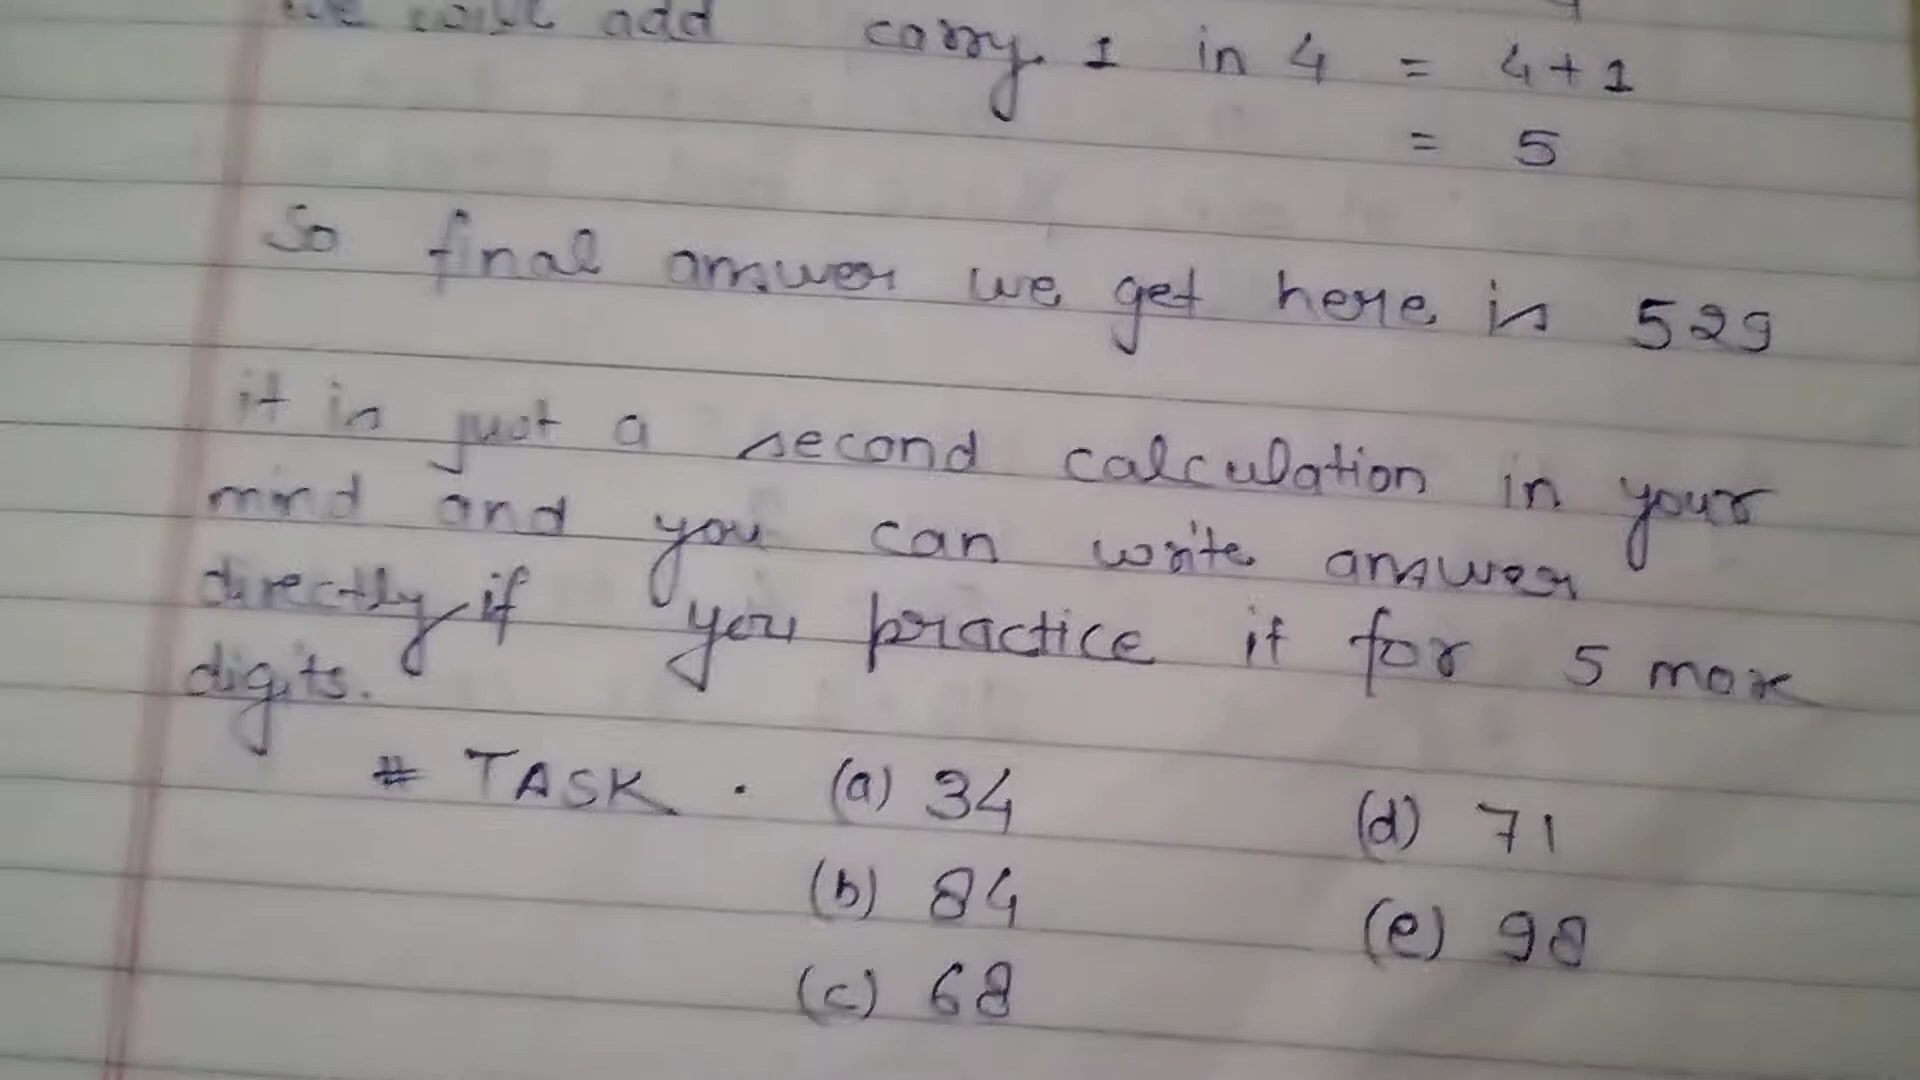 add carry 1 in 4 = 4+1
= 5
So final answer we get here is 529
it is just a second calculation in your
mind and you can write answer
directly if you practice it for 5 more
digits.
# TASK . (a) 34 (d) 71
(b) 84 (e) 98
(c) 68